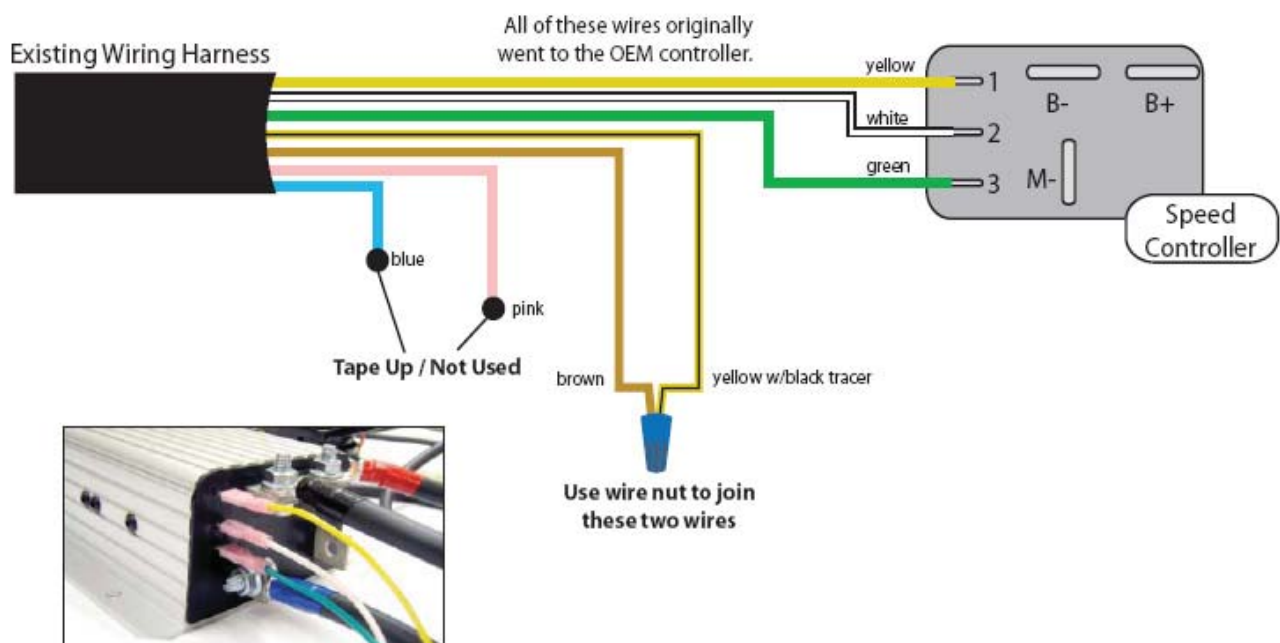 All of these wires originally
went to the OEM controller.
Existing Wiring Harness
yellow
1
B-
B+
white
2
green
3
M-
Speed
Controller
blue
pink
Tape Up / Not Used
brown
yellow w/black tracer
Use wire nut to join
these two wires